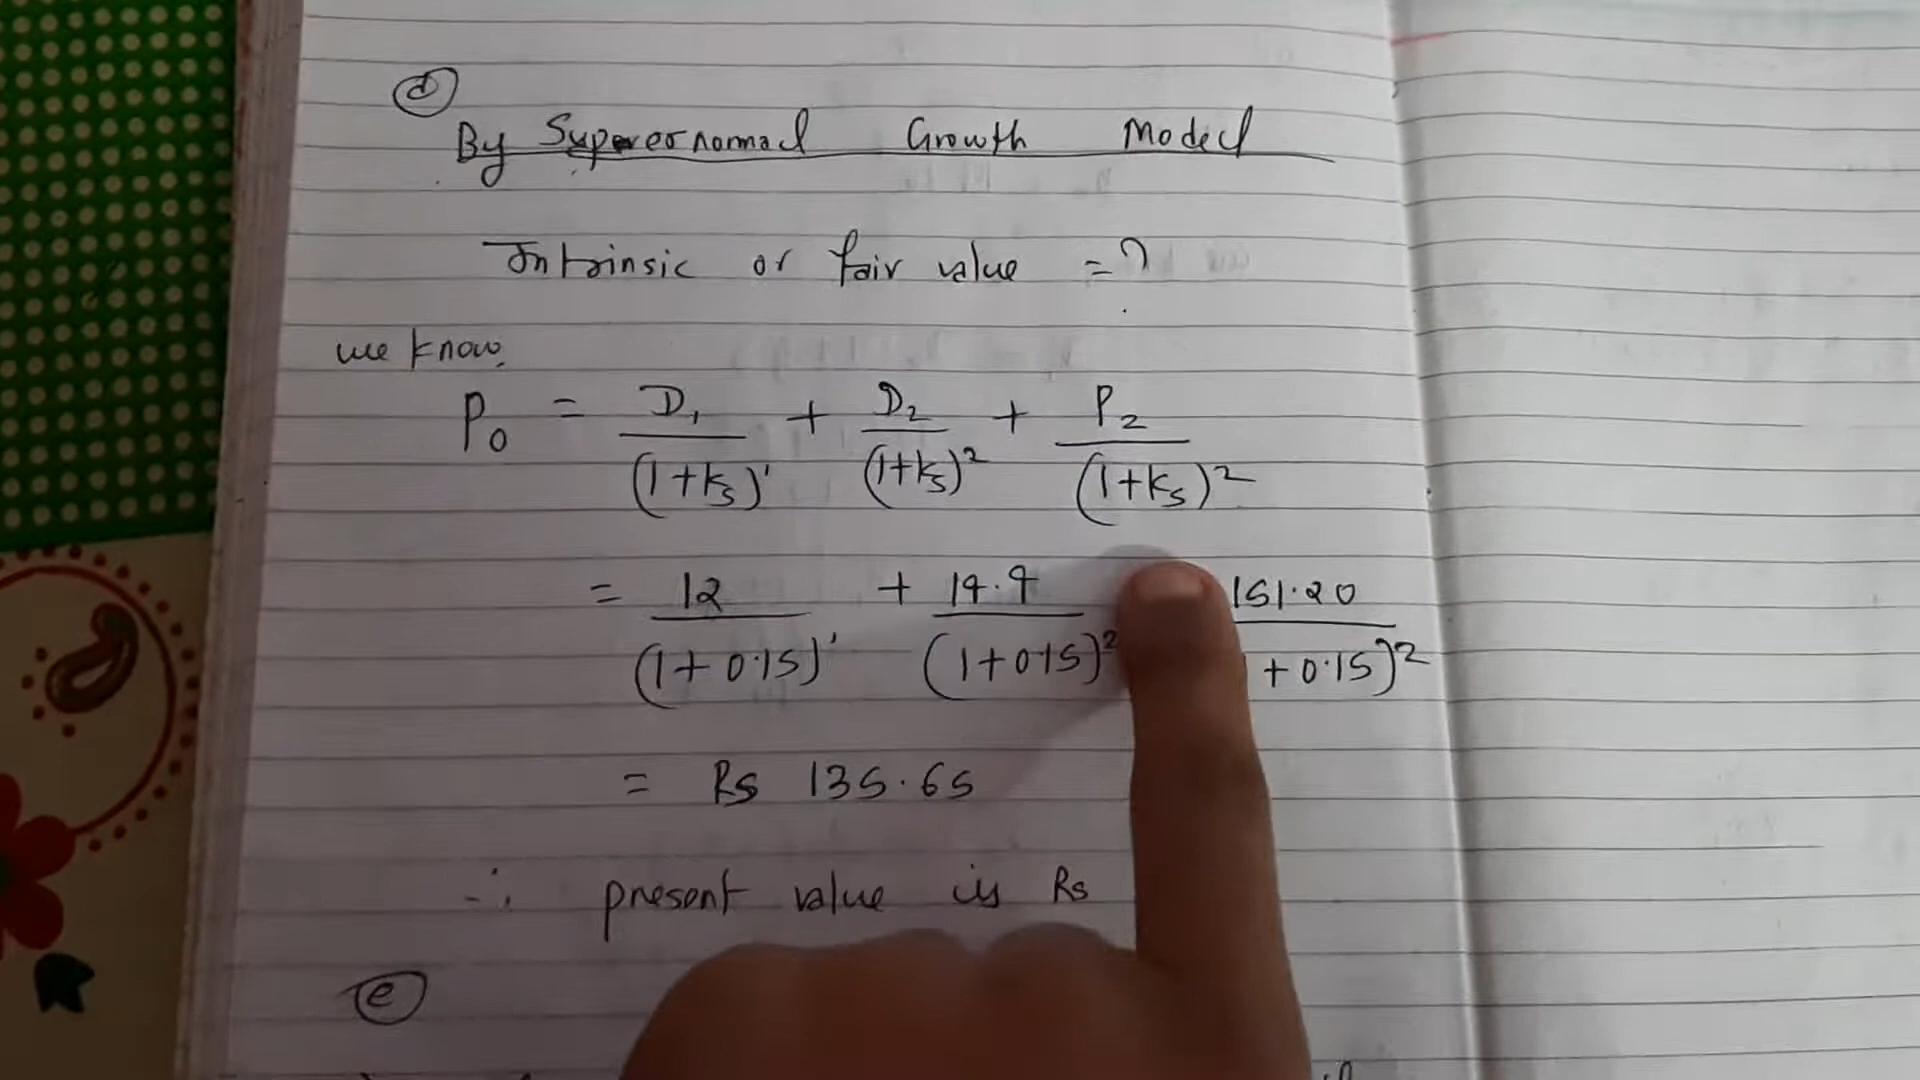 d
By Superornormal Growth Model
Intrinsic or fair value = ?
we know,
P₀ = D₁/(1+kₛ)¹ + D₂/(1+kₛ)² + P₂/(1+kₛ)²
= 12/(1+0.15)¹ + 14.4/(1+0.15)² 151.20/ +0.15)²
= Rs 135.65
∴ present value is Rs
e